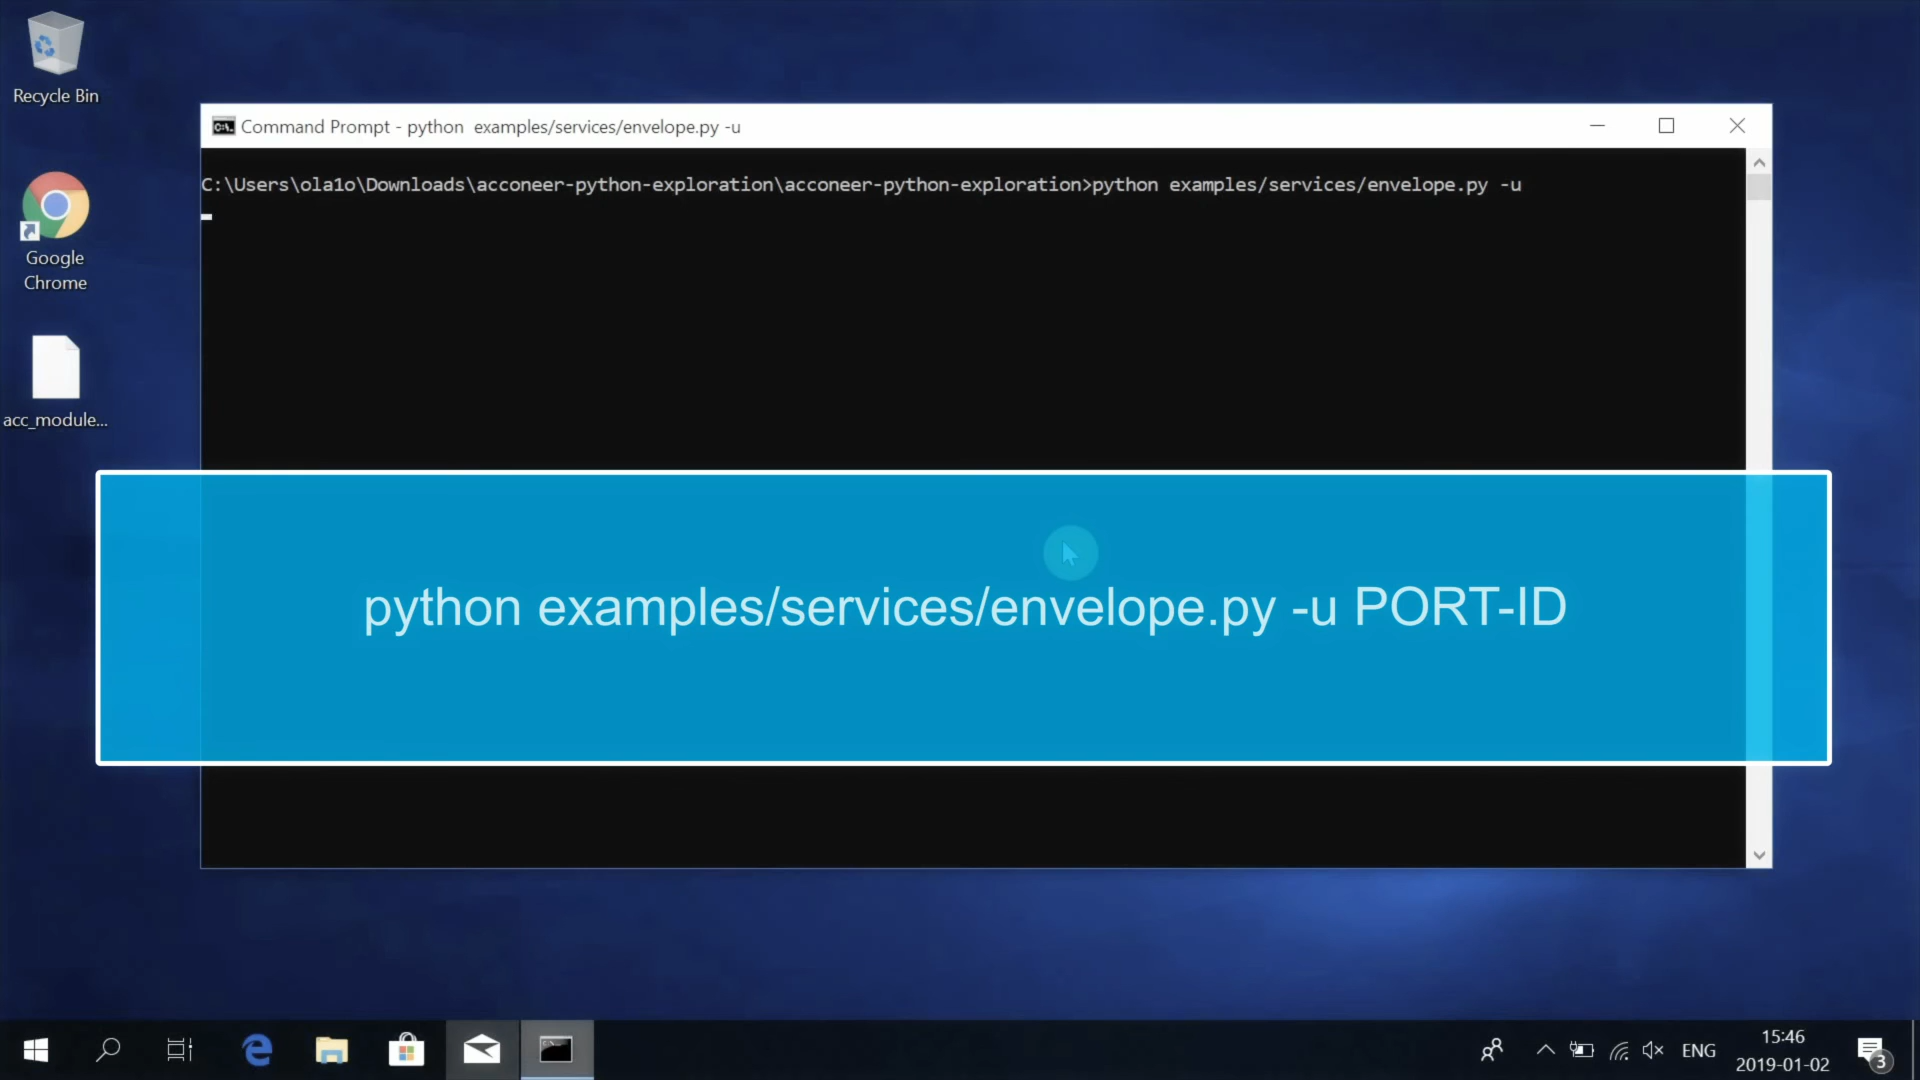 Recycle Bin
Google
Chrome
acc_module...
Command Prompt - python  examples/services/envelope.py -u
C:\Users\ola1o\Downloads\acconeer-python-exploration\acconeer-python-exploration>python examples/services/envelope.py -u
python examples/services/envelope.py -u PORT-ID
ENG
15:46
2019-01-02
3